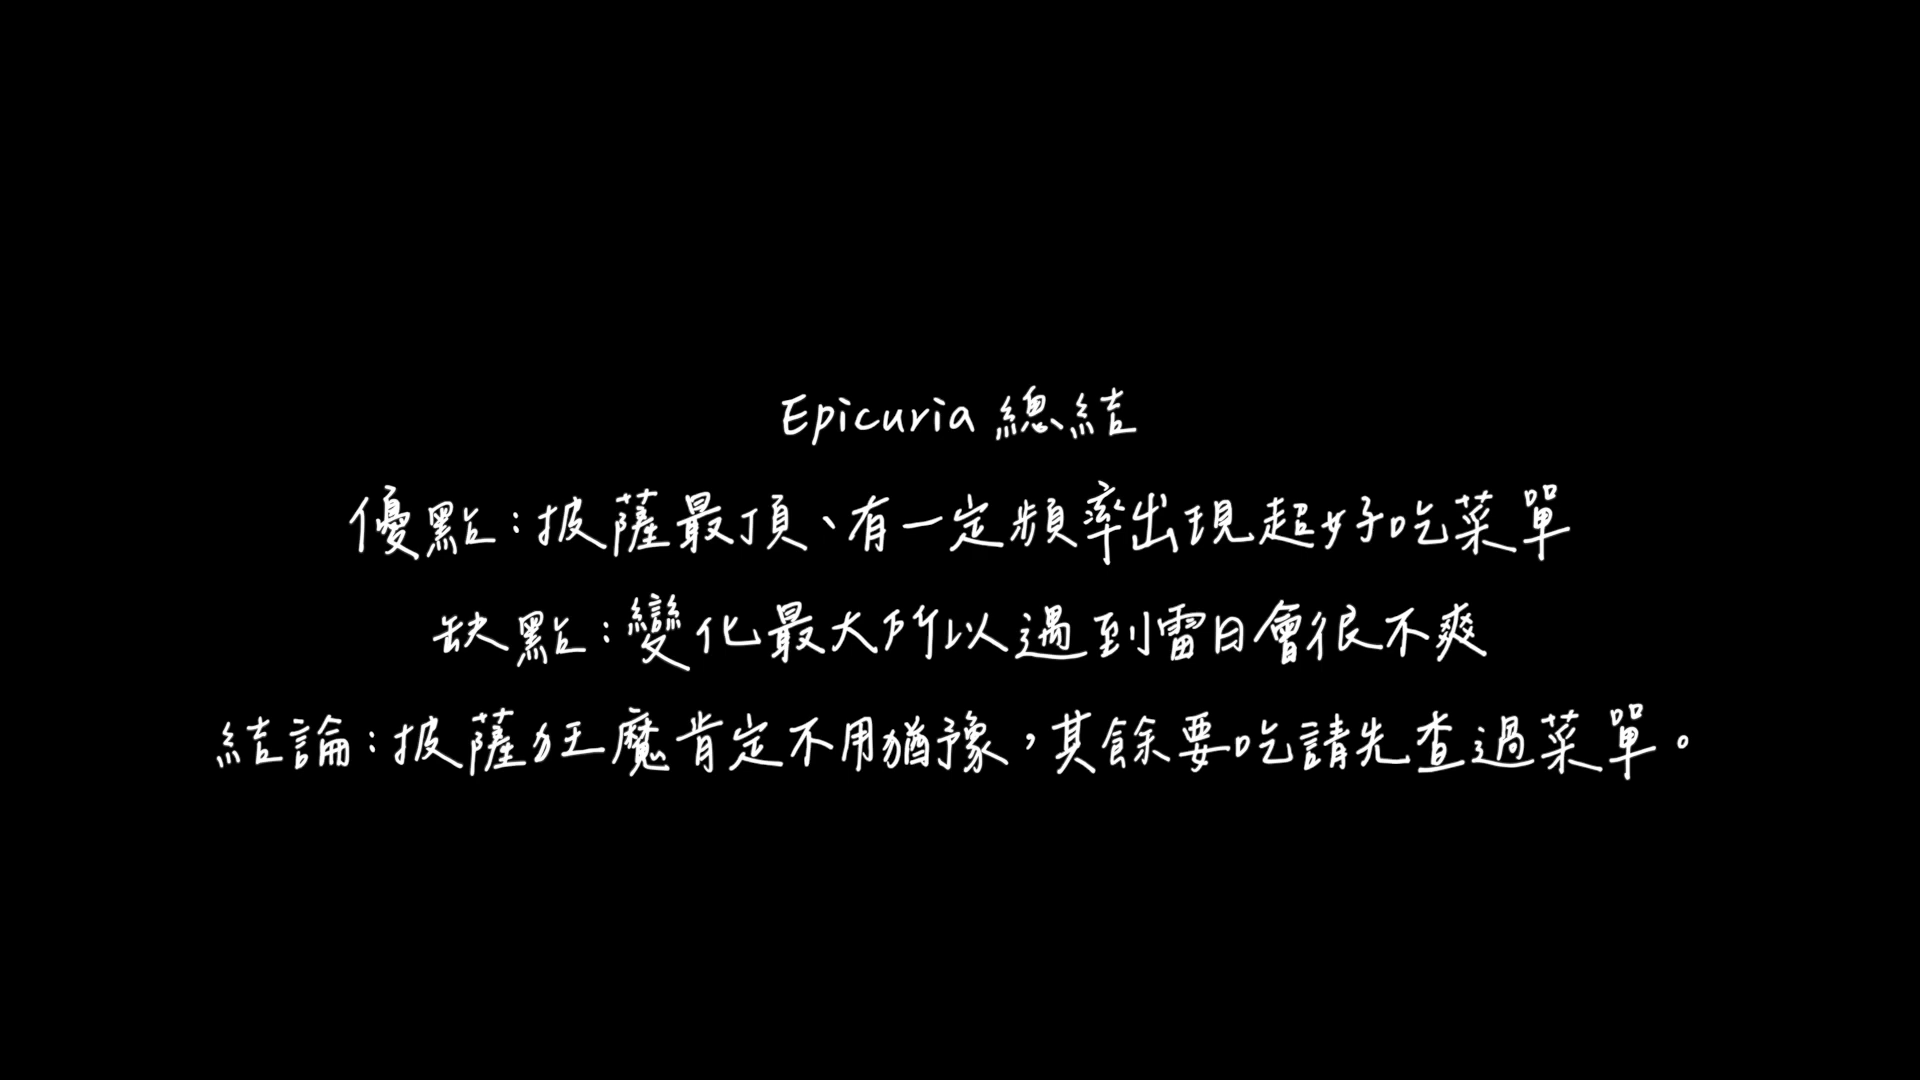 Epicuria 總結
優點:披薩最頂、有一定頻率出現超好吃菜單
缺點:變化最大所以遇到雷日會很不爽
結論:披薩狂魔肯定不用猶豫，其餘要吃請先查過菜單。